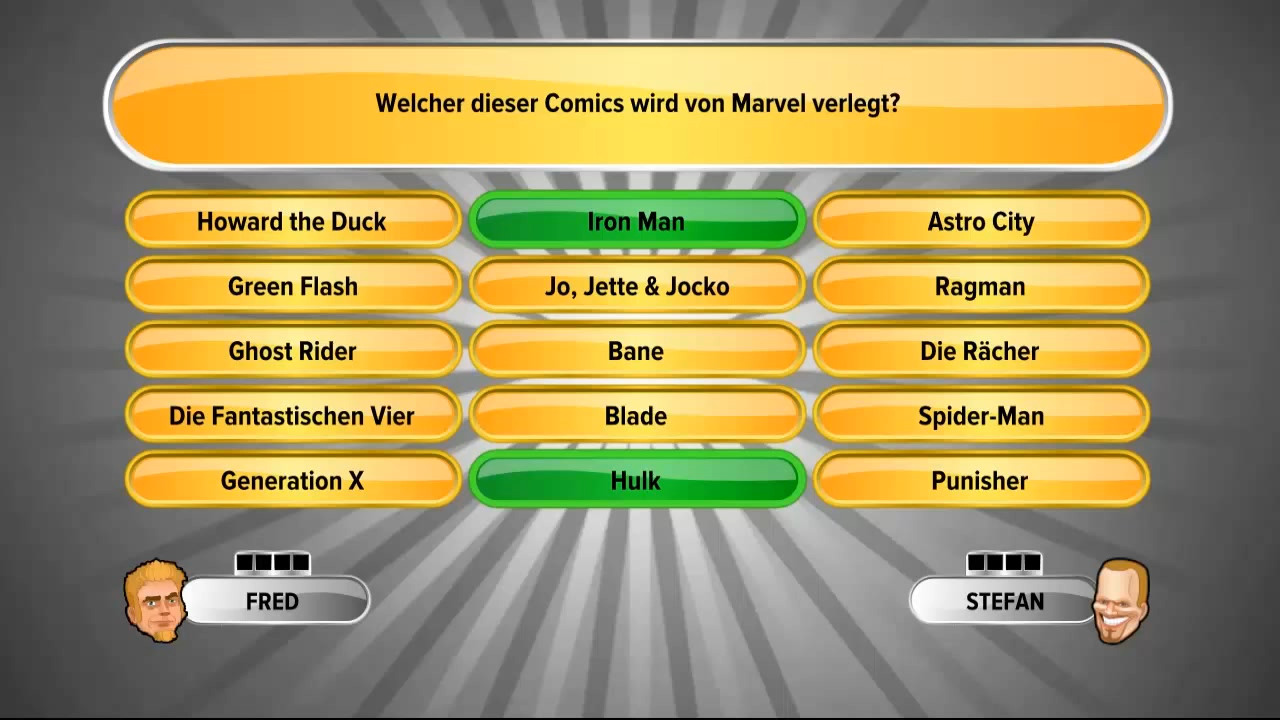 Welcher dieser Comics wird von Marvel verlegt?
Howard the Duck
Iron Man
Astro City
Green Flash
Jo, Jette & Jocko
Ragman
Ghost Rider
Bane
Die Rächer
Die Fantastischen Vier
Blade
Spider-Man
Generation X
Hulk
Punisher
FRED
STEFAN